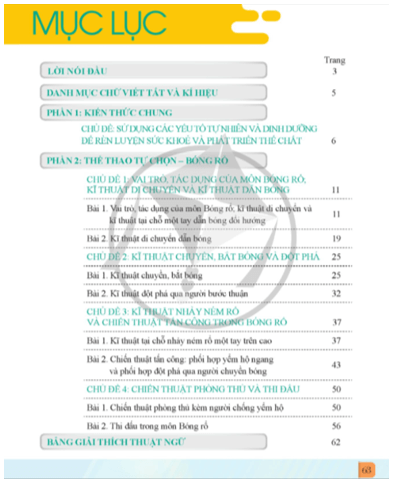 MỤC LỤC
Trang
LỜI NÓI ĐẦU 3
DANH MỤC CHỮ VIẾT TẮT VÀ KÍ HIỆU 5
PHẦN 1: KIẾN THỨC CHUNG
CHỦ ĐỀ: SỬ DỤNG CÁC YẾU TỐ TỰ NHIÊN VÀ DINH DƯỠNG
ĐỂ RÈN LUYỆN SỨC KHOẺ VÀ PHÁT TRIỂN THỂ CHẤT 6
PHẦN 2: THỂ THAO TỰ CHỌN – BÓNG RỔ
CHỦ ĐỀ 1: VAI TRÒ, TÁC DỤNG CỦA MÔN BÓNG RỔ;
KĨ THUẬT DI CHUYỂN VÀ KĨ THUẬT DẪN BÓNG 11
Bài 1. Vai trò, tác dụng của môn Bóng rổ; kĩ thuật di chuyển và
kĩ thuật tại chỗ một tay dẫn bóng đổi hướng 11
Bài 2. Kĩ thuật di chuyển dẫn bóng 19
CHỦ ĐỀ 2: KĨ THUẬT CHUYỀN, BẮT BÓNG VÀ ĐỘT PHÁ 25
Bài 1. Kĩ thuật chuyền, bắt bóng 25
Bài 2. Kĩ thuật đột phá qua người bước thuận 32
CHỦ ĐỀ 3: KĨ THUẬT NHẢY NÉM RỔ
VÀ CHIẾN THUẬT TẤN CÔNG TRONG BÓNG RỔ 37
Bài 1. Kĩ thuật tại chỗ nhảy ném rổ một tay trên cao 37
Bài 2. Chiến thuật tấn công: phối hợp yểm hộ ngang
và phối hợp đột phá qua người chuyền bóng 43
CHỦ ĐỀ 4: CHIẾN THUẬT PHÒNG THỦ VÀ THI ĐẤU 50
Bài 1. Chiến thuật phòng thủ kèm người chống yểm hộ 50
Bài 2. Thi đấu trong môn Bóng rổ 56
BẢNG GIẢI THÍCH THUẬT NGỮ 62
63